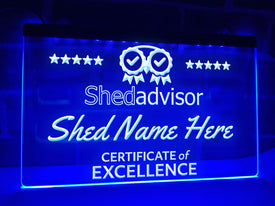 Shedadvisor
Shed Name Here
CERTIFICATE of
EXCELLENCE